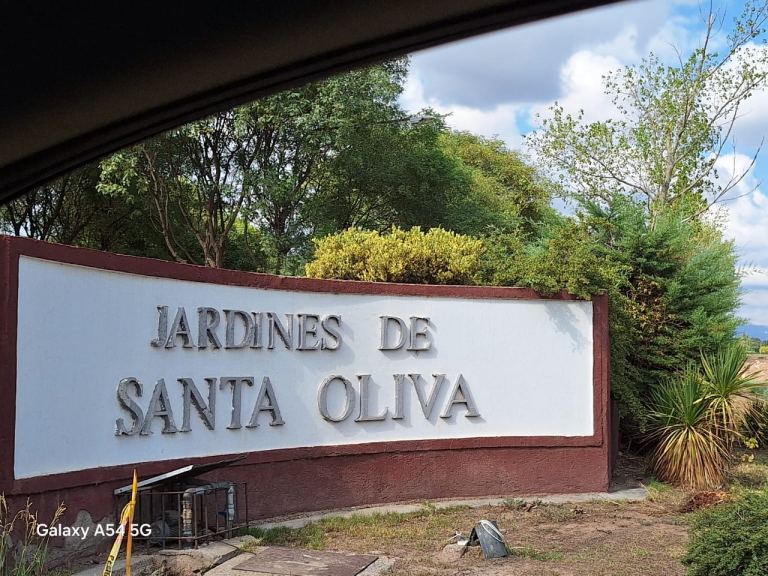 JARDINES DE
SANTA OLIVA
Galaxy A54 5G